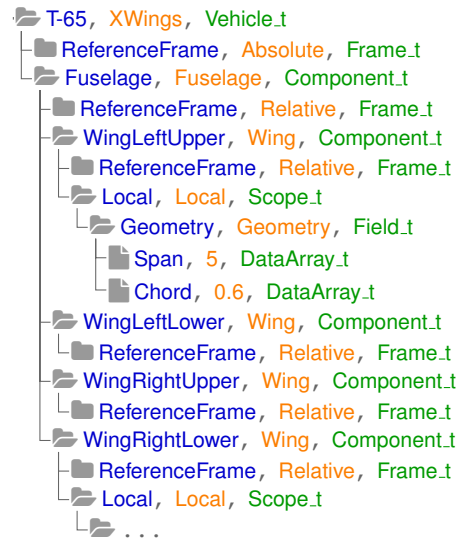 T-65, XWings, Vehicle_t
ReferenceFrame, Absolute, Frame_t
Fuselage, Fuselage, Component_t
ReferenceFrame, Relative, Frame_t
WingLeftUpper, Wing, Component_t
ReferenceFrame, Relative, Frame_t
Local, Local, Scope_t
Geometry, Geometry, Field_t
Span, 5, DataArray_t
Chord, 0.6, DataArray_t
WingLeftLower, Wing, Component_t
ReferenceFrame, Relative, Frame_t
WingRightUpper, Wing, Component_t
ReferenceFrame, Relative, Frame_t
WingRightLower, Wing, Component_t
ReferenceFrame, Relative, Frame_t
Local, Local, Scope_t
...